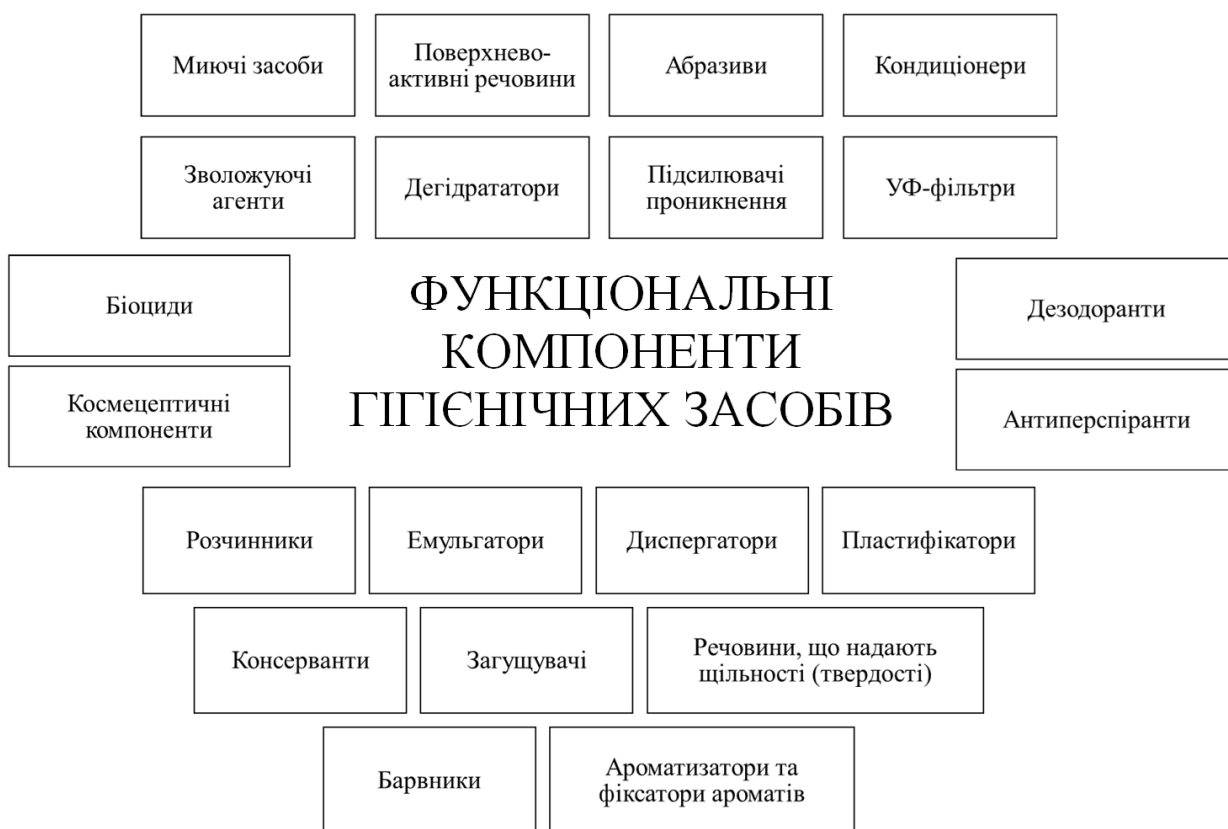 Миючі засоби
Поверхнево-
активні речовини
Абразиви
Кондиціонери
Зволожуючі
агенти
Дегідрататори
Підсилювачі
проникнення
УФ-фільтри
Біоциди
Космецептичні
компоненти
ФУНКЦІОНАЛЬНІ
КОМПОНЕНТИ
ГІГІЄНІЧНИХ ЗАСОБІВ
Дезодоранти
Антиперспіранти
Розчинники
Емульгатори
Диспергатори
Пластифікатори
Консерванти
Загущувачі
Речовини, що надають
щільності (твердості)
Барвники
Ароматизатори та
фіксатори ароматів